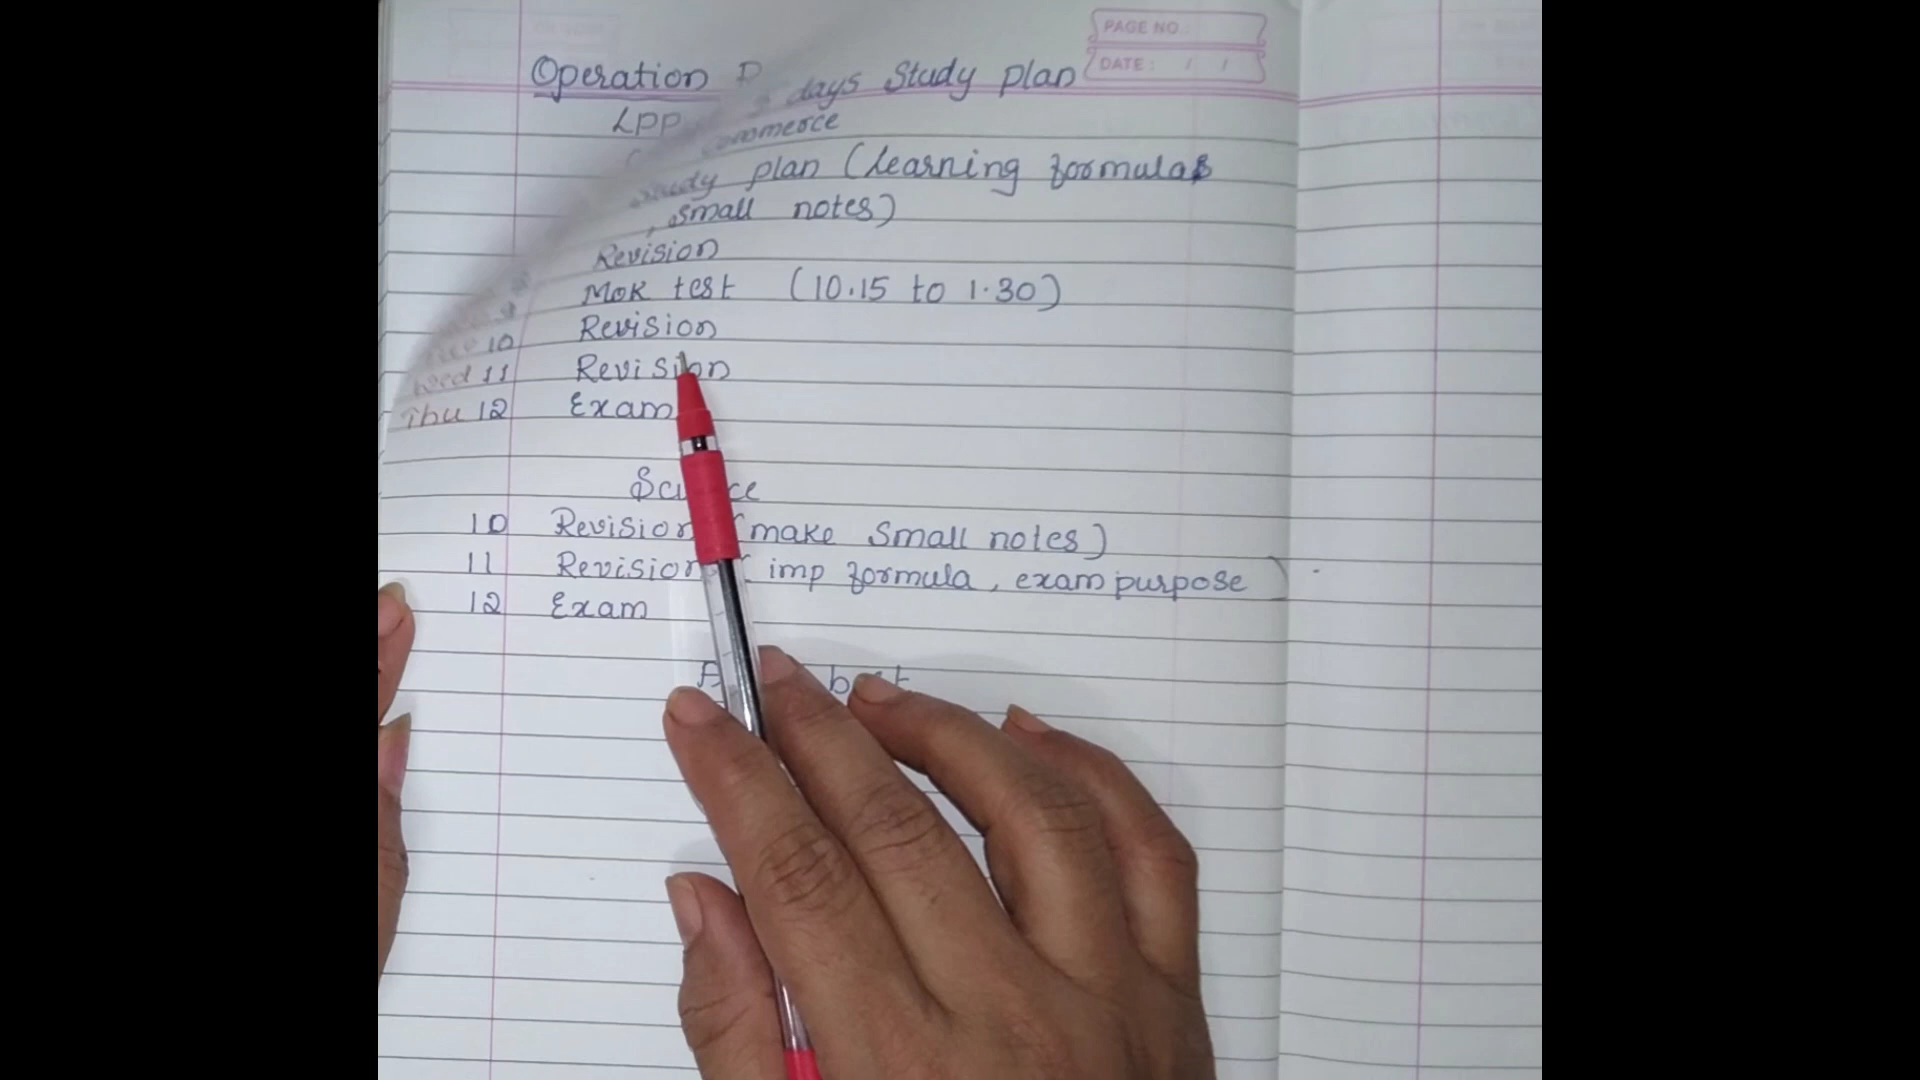 PAGE NO.
DATE: / /
Operation
days Study plan
LPP
commerce
Study plan (Learning formulas
, small notes)
Revision
Mok test (10.15 to 1.30)
10 Revision
Wed 11 Revision
Thu 12 Exam
10 Revision (make Small notes)
11 Revision ( imp formula, exam purpose )
12 Exam